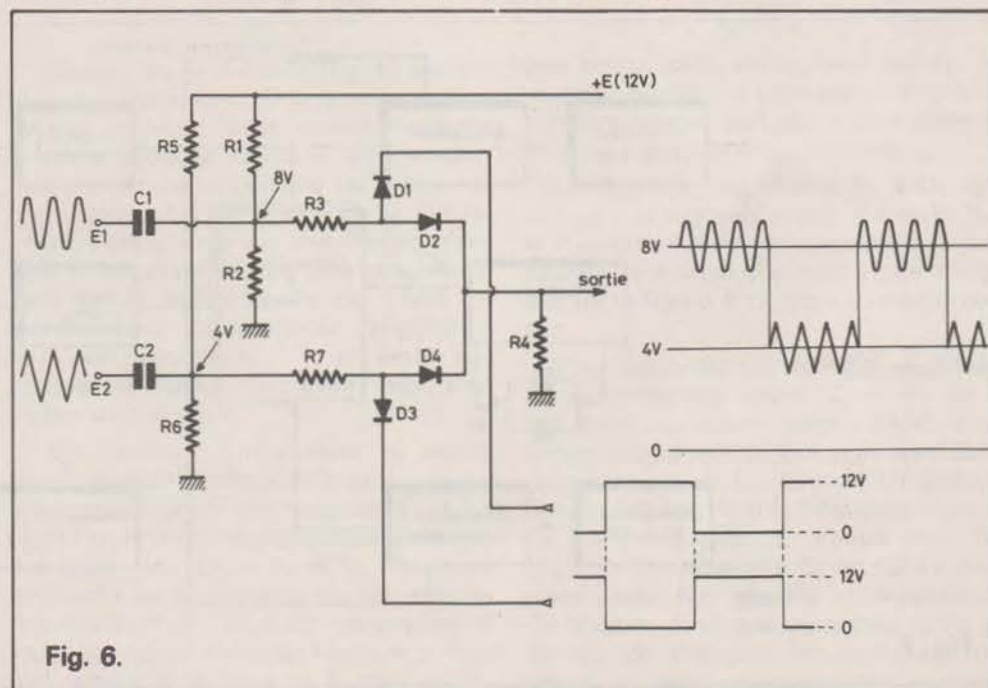 +E(12V)
R5
R1
8V
D1
C1
R3
E1
D2
R2
8V
sortie
4V
R4
C2
R7
D4
4V
E2
D3
R6
0
12V
0
12V
0
Fig. 6.